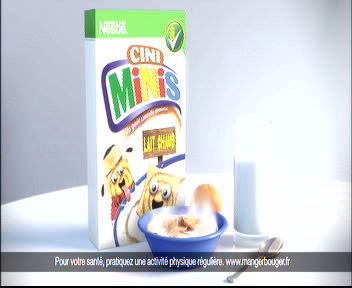 Nestlé
CINI
MiNiS
LAIT CHAUD
Pour votre santé, pratiquez une activité physique régulière. www.mangerbouger.fr